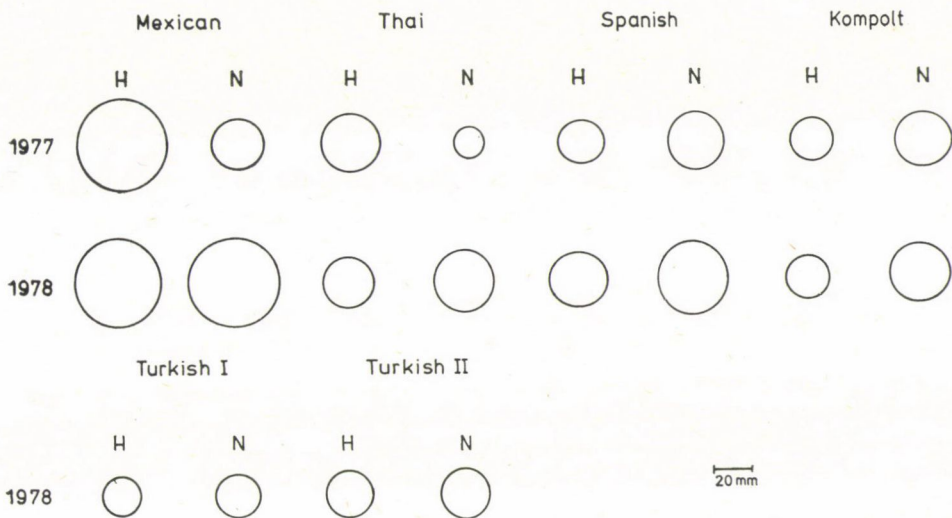 Mexican Thai Spanish Kompolt
H N H N H N H N
1977
1978
Turkish I Turkish II
H N H N
1978
20 mm